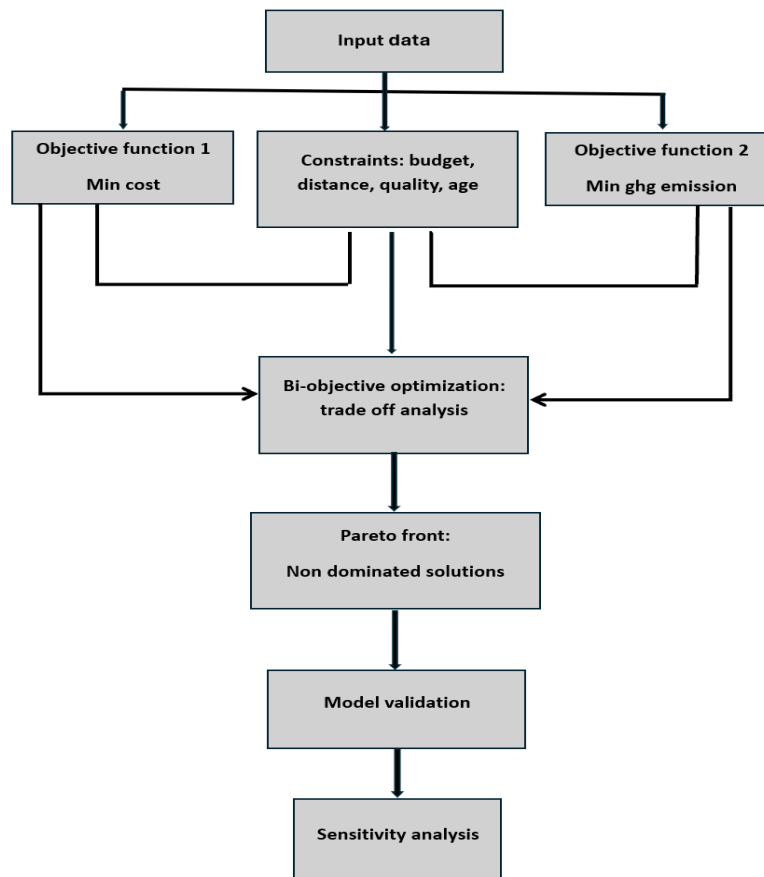 Input data
Objective function 1
Min cost
Constraints: budget,
distance, quality, age
Objective function 2
Min ghg emission
Bi-objective optimization:
trade off analysis
Pareto front:
Non dominated solutions
Model validation
Sensitivity analysis